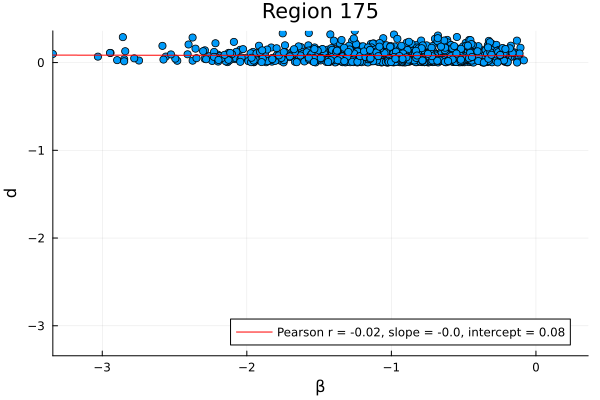 Region 175
0
−1
−2
−3
d
Pearson r = -0.02, slope = -0.0, intercept = 0.08
−3
−2
−1
0
β